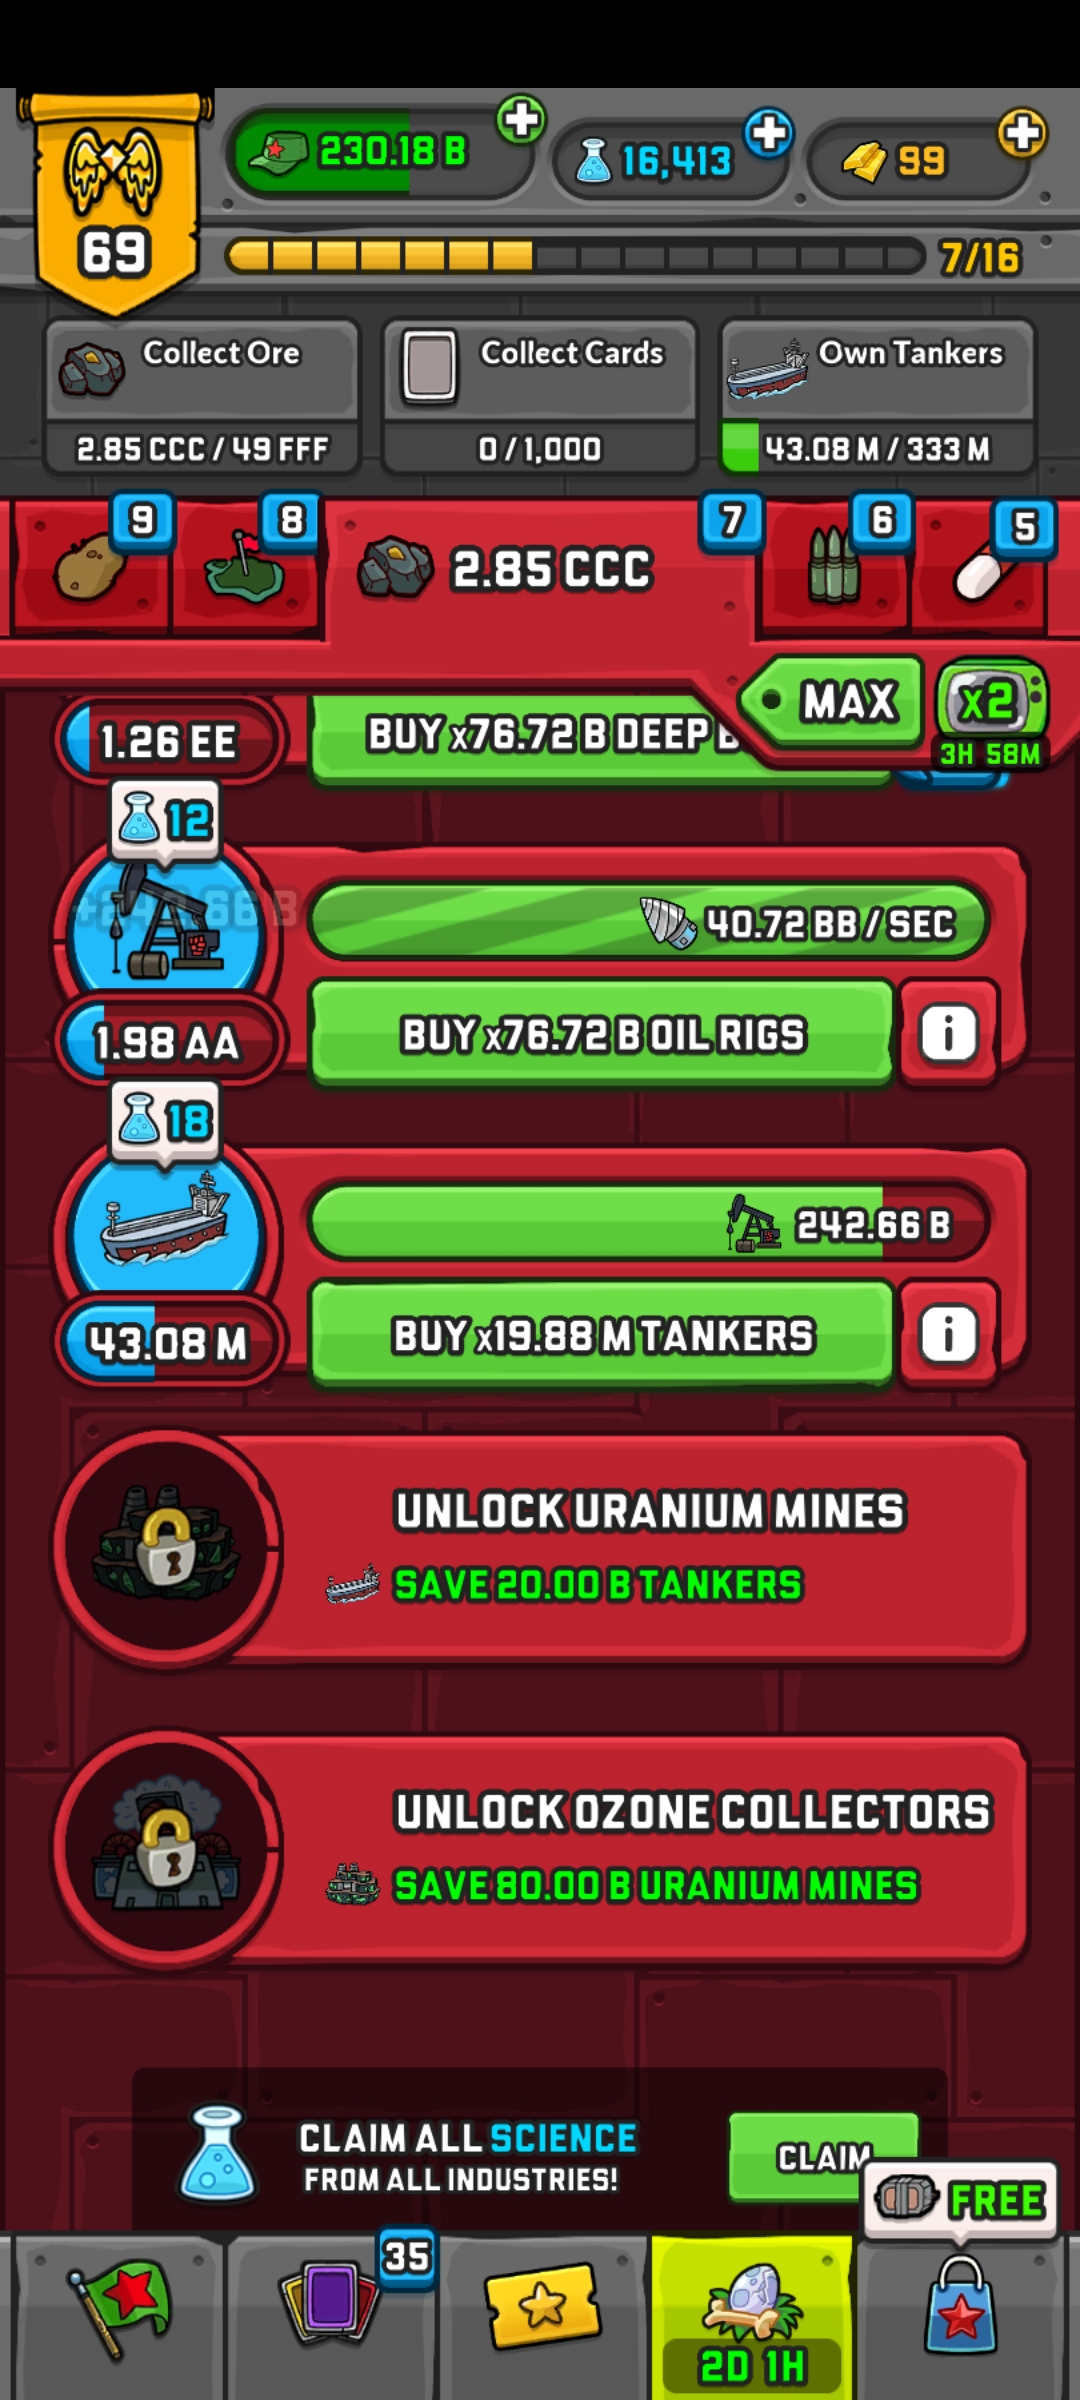 69
230.18 B
16,413
99
7/16
Collect Ore
2.85 CCC / 49 FFF
Collect Cards
0 / 1,000
Own Tankers
43.08 M / 333 M
9
8
2.85 CCC
7
6
5
MAX
x2
3H 58M
1.26 EE
BUY x76.72 B DEEP
12
40.72 BB / SEC
1.98 AA
BUY x76.72 B OIL RIGS
i
18
242.66 B
43.08 M
BUY x19.88 M TANKERS
i
UNLOCK URANIUM MINES
SAVE 20.00 B TANKERS
UNLOCK OZONE COLLECTORS
SAVE 80.00 B URANIUM MINES
CLAIM ALL SCIENCE
FROM ALL INDUSTRIES!
CLAIM
FREE
35
2D 1H